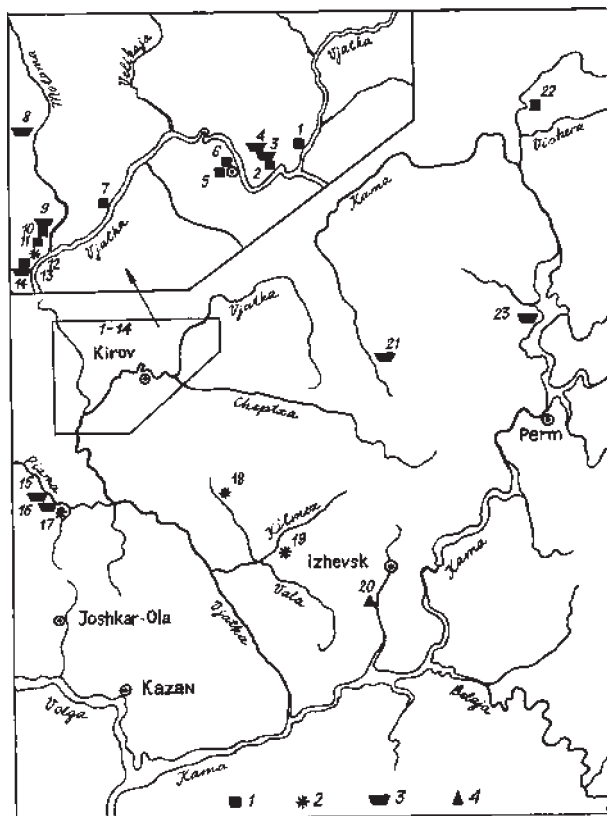 Vjatka
Velikaja
8
4
3
1
22
Vishera
6
2
5
7
Kama
9
10
11
Vjatka
12
13
14
1-14
Kirov
Vjatka
23
21
Cheptza
Perm
Pizma
15
16
17
18
Kilmez
19
Izhevsk
Kama
Vala
20
Joshkar-Ola
Vjatka
Kazan
Volga
Belaja
Kama
1
2
3
4